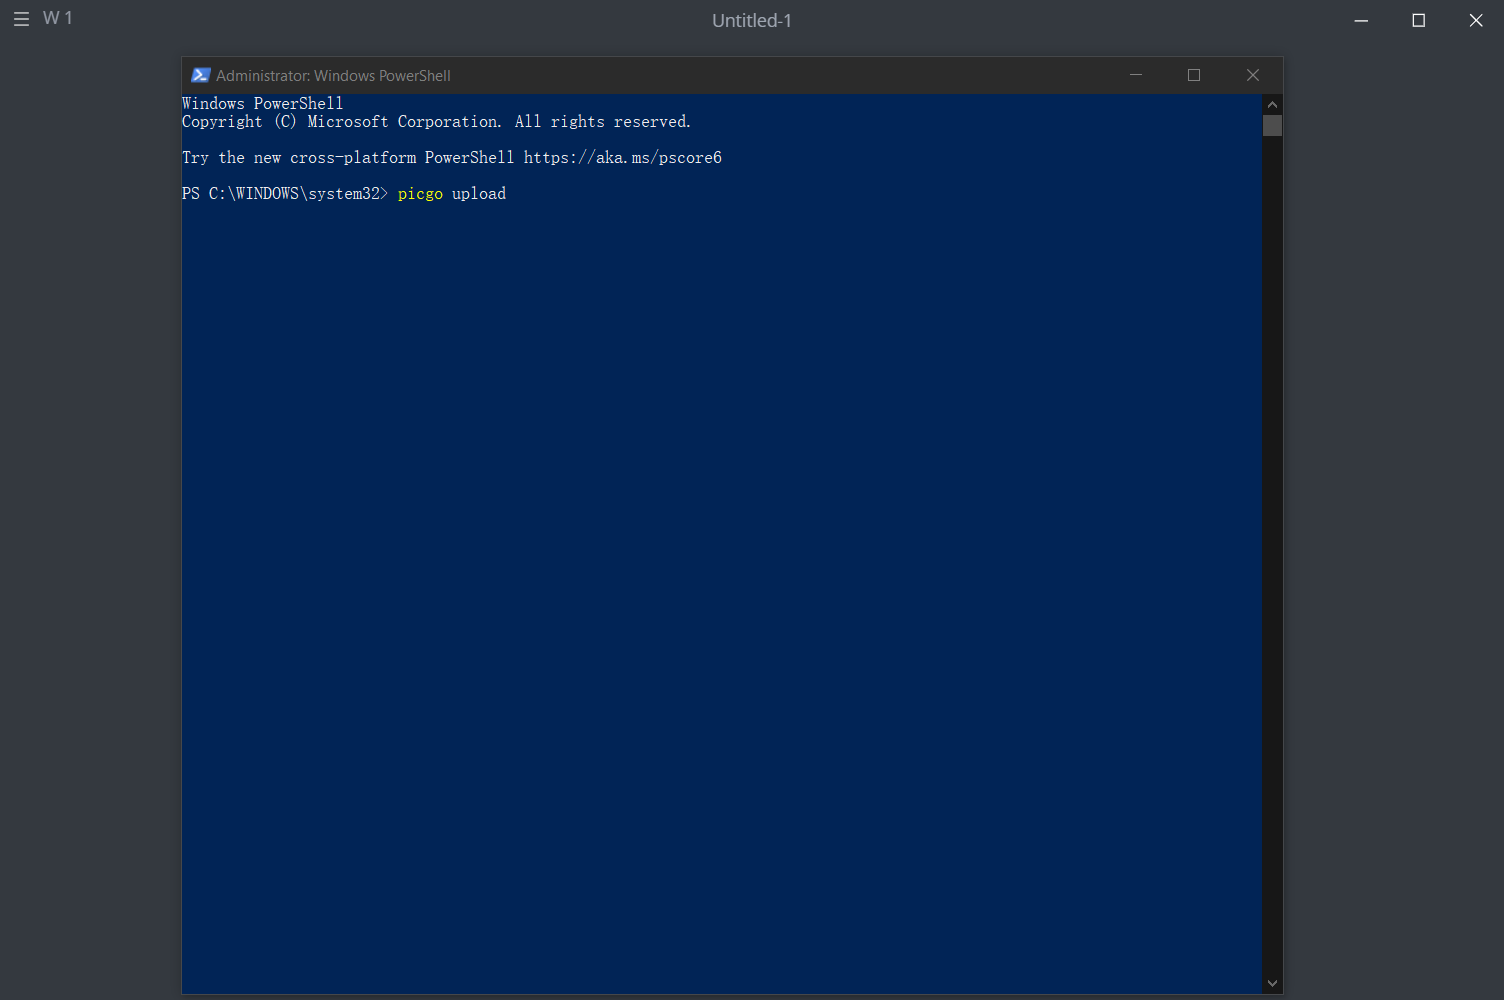 W 1
Untitled-1
Administrator: Windows PowerShell
Windows PowerShell
Copyright (C) Microsoft Corporation. All rights reserved.
Try the new cross-platform PowerShell https://aka.ms/pscore6
PS C:\WINDOWS\system32> picgo upload